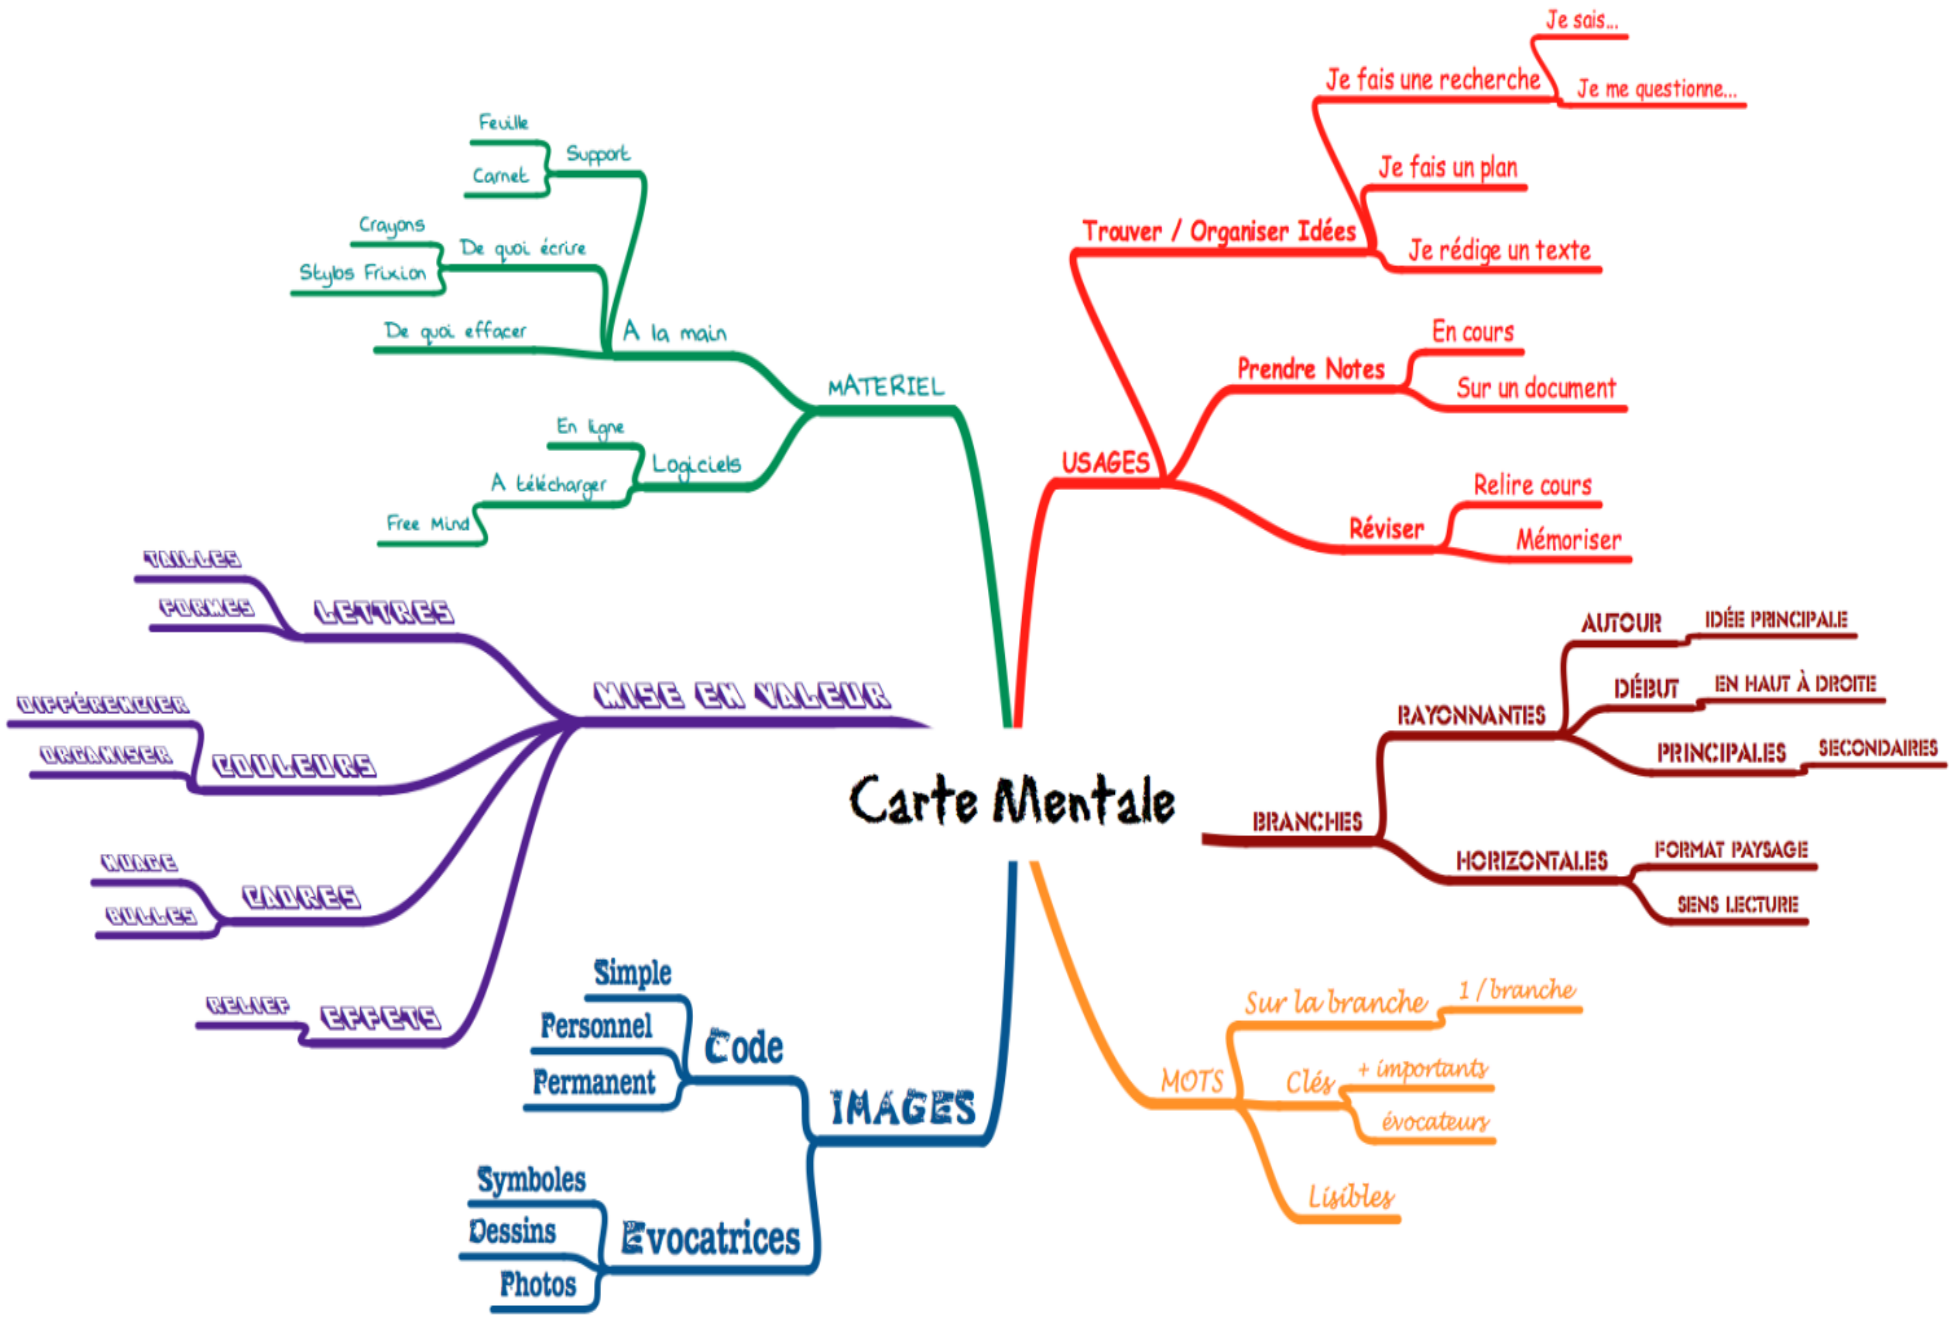 Carte Mentale
USAGES
Trouver / Organiser Idées
Je fais une recherche
Je sais...
Je me questionne...
Je fais un plan
Je rédige un texte
Prendre Notes
En cours
Sur un document
Réviser
Relire cours
Mémoriser
BRANCHES
RAYONNANTES
AUTOUR
IDÉE PRINCIPALE
DÉBUT
EN HAUT À DROITE
PRINCIPALES
SECONDAIRES
HORIZONTALES
FORMAT PAYSAGE
SENS LECTURE
MOTS
Sur la branche
1 / branche
Clés
+ importants
évocateurs
Lisibles
IMAGES
Code
Simple
Personnel
Permanent
Evocatrices
Symboles
Dessins
Photos
MISE EN VALEUR
LETTRES
TAILLES
FORMES
COULEURS
DIFFÉRENCIER
ORGANISER
CADRES
NUAGE
BULLES
EFFETS
RELIEF
MATERIEL
A la main
Support
Feuille
Carnet
De quoi écrire
Crayons
Stylos Frixion
De quoi effacer
Logiciels
En ligne
A télécharger
Free Mind